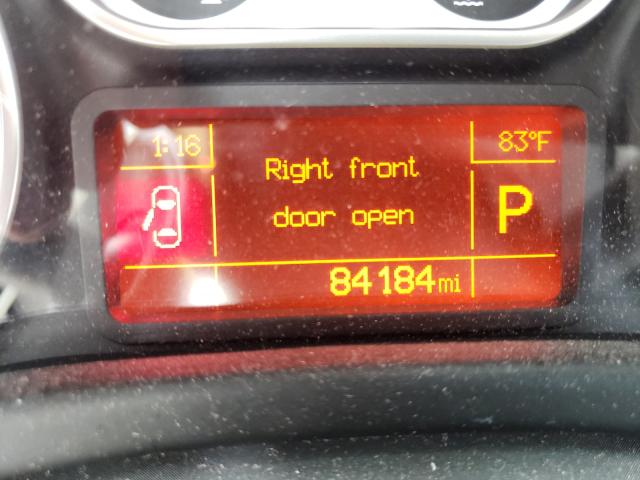 1:16
83°F
Right front
door open
P
84184mi